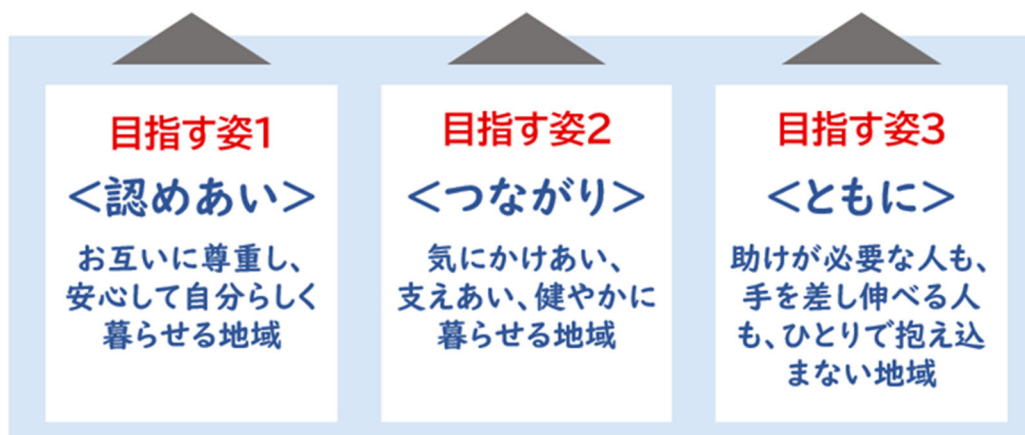 目指す姿1
<認めあい>
お互いに尊重し、
安心して自分らしく
暮らせる地域
目指す姿2
<つながり>
気にかけあい、
支えあい、健やかに
暮らせる地域
目指す姿3
<ともに>
助けが必要な人も、
手を差し伸べる人
も、ひとりで抱え込
まない地域